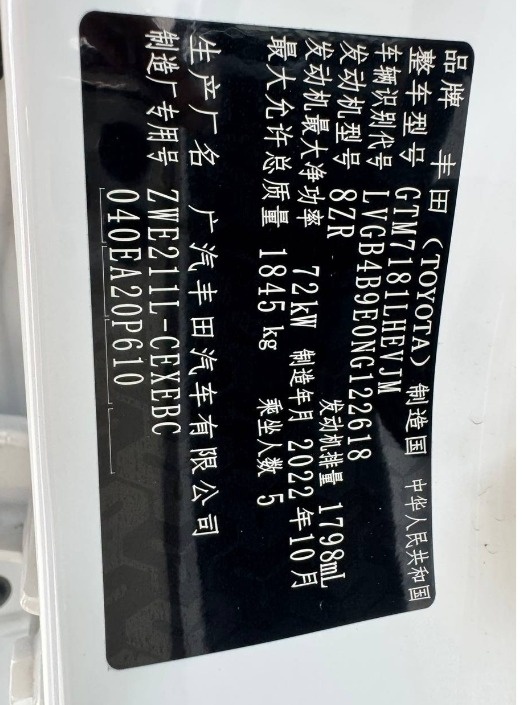 品牌 丰田（TOYOTA） 制造国 中华人民共和国
整车型号 GTM7181LHEVJM
车辆识别代号 LVGB4B9E0NG122618
发动机型号 8ZR 发动机排量 1798mL
发动机最大净功率 72kW 制造年月 2022年10月
最大允许总质量 1845 kg 乘坐人数 5
生产厂名 广汽丰田汽车有限公司
制造厂专用号 ZWE211L-CEXEBC
040EA20P610